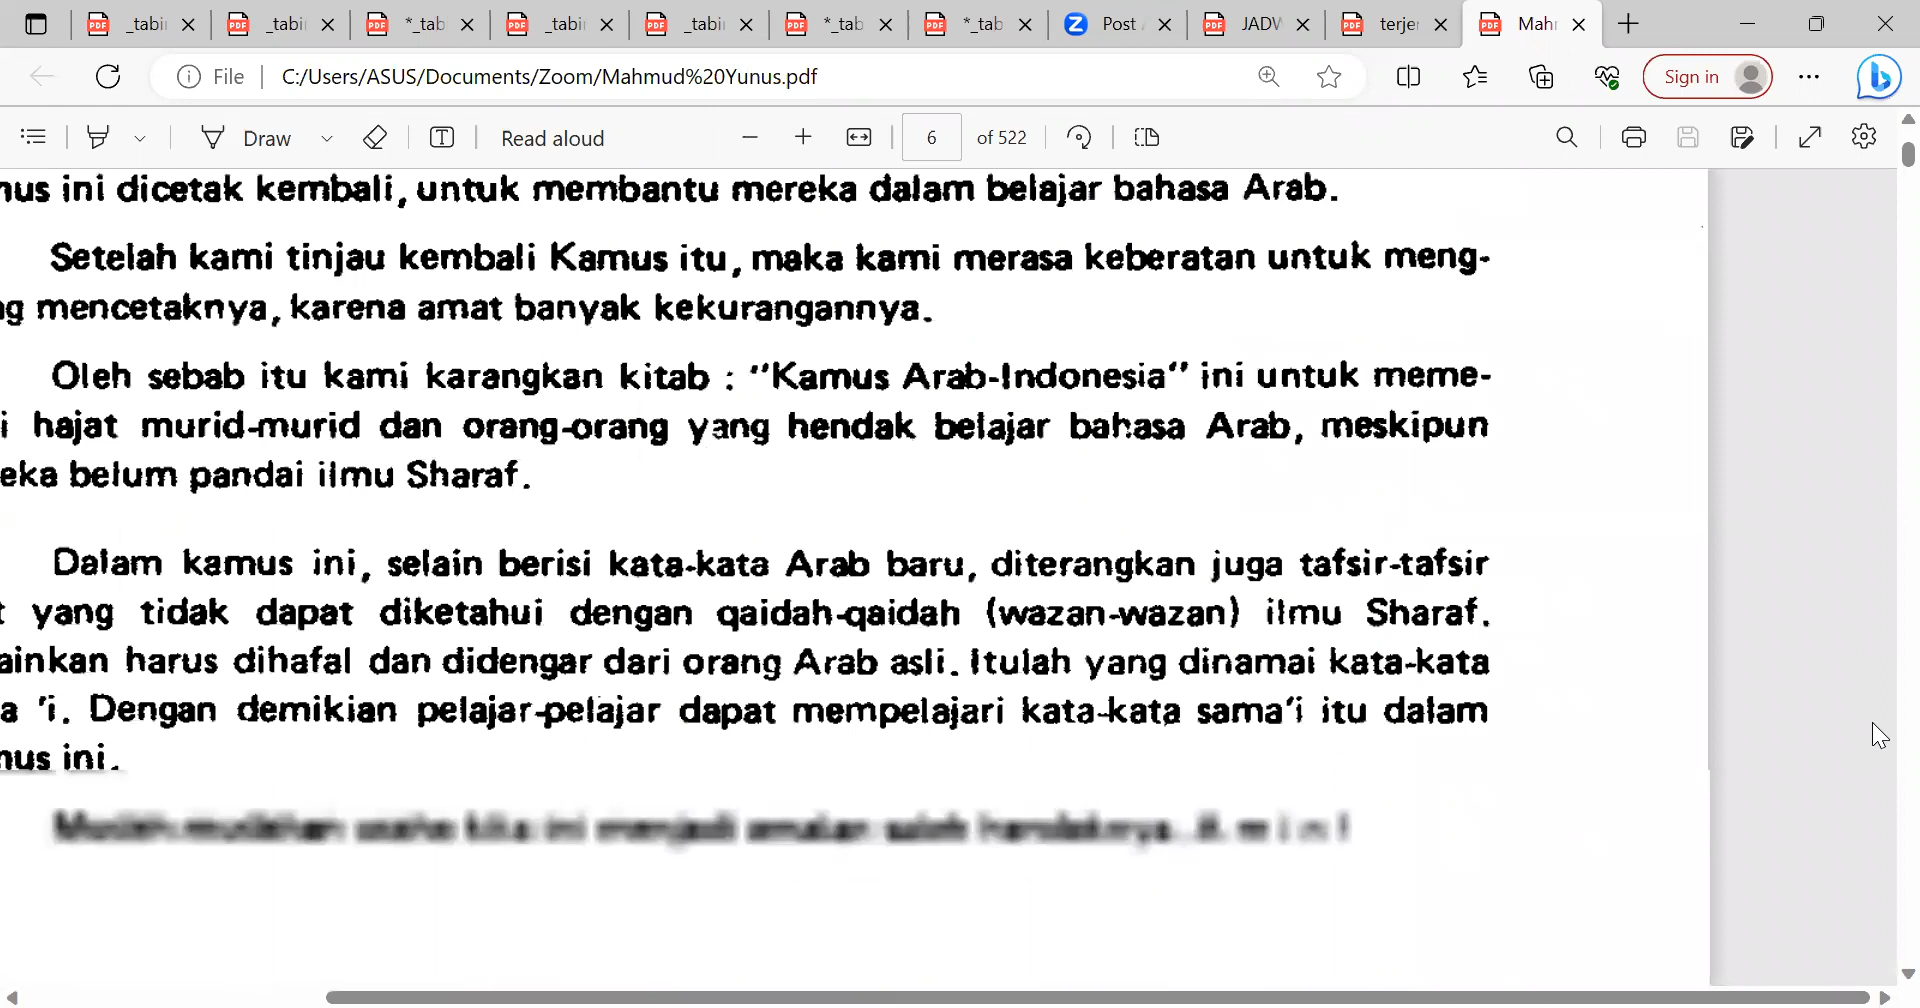 _tabi
_tabi
*_tab
_tabi
_tabi
*_tab
*_tab
Post
JADW
terje
Mahr
File
C:/Users/ASUS/Documents/Zoom/Mahmud%20Yunus.pdf
Sign in
Draw
Read aloud
6
of 522
nus ini dicetak kembali, untuk membantu mereka dalam belajar bahasa Arab.
Setelah kami tinjau kembali Kamus itu, maka kami merasa keberatan untuk meng-
ng mencetaknya, karena amat banyak kekurangannya.
Oleh sebab itu kami karangkan kitab : "Kamus Arab-Indonesia" ini untuk meme-
i hajat murid-murid dan orang-orang yang hendak belajar bahasa Arab, meskipun
eka belum pandai ilmu Sharaf.
Dalam kamus ini, selain berisi kata-kata Arab baru, diterangkan juga tafsir-tafsir
t yang tidak dapat diketahui dengan qaidah-qaidah (wazan-wazan) ilmu Sharaf.
ainkan harus dihafal dan didengar dari orang Arab asli. Itulah yang dinamai kata-kata
a 'i. Dengan demikian pelajar-pelajar dapat mempelajari kata-kata sama'i itu dalam
nus ini.